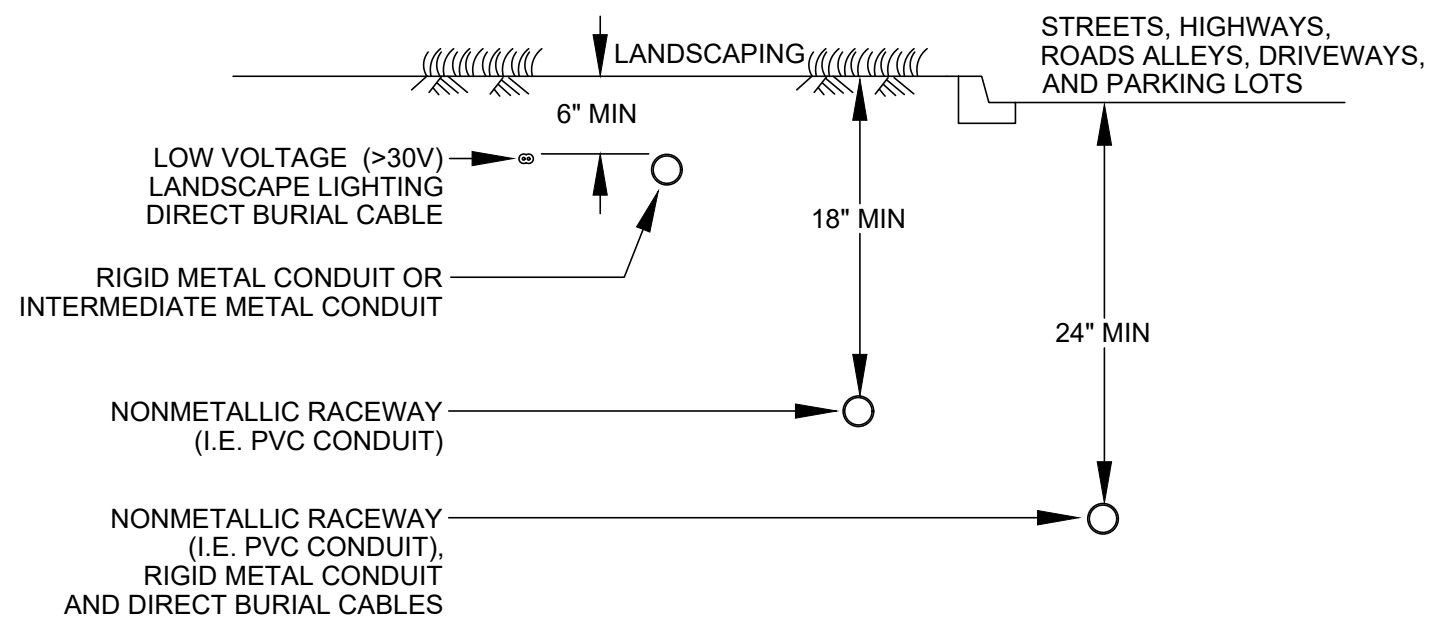 LANDSCAPING
STREETS, HIGHWAYS,
ROADS ALLEYS, DRIVEWAYS,
AND PARKING LOTS
6" MIN
LOW VOLTAGE (>30V)
LANDSCAPE LIGHTING
DIRECT BURIAL CABLE
18" MIN
RIGID METAL CONDUIT OR
INTERMEDIATE METAL CONDUIT
24" MIN
NONMETALLIC RACEWAY
(I.E. PVC CONDUIT)
NONMETALLIC RACEWAY
(I.E. PVC CONDUIT),
RIGID METAL CONDUIT
AND DIRECT BURIAL CABLES